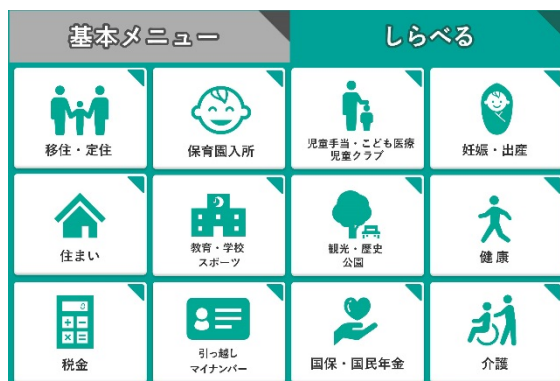 基本メニュー
しらべる
移住・定住
保育園入所
児童手当・こども医療
児童クラブ
妊娠・出産
住まい
教育・学校
スポーツ
観光・歴史
公園
健康
税金
引っ越し
マイナンバー
国保・国民年金
介護